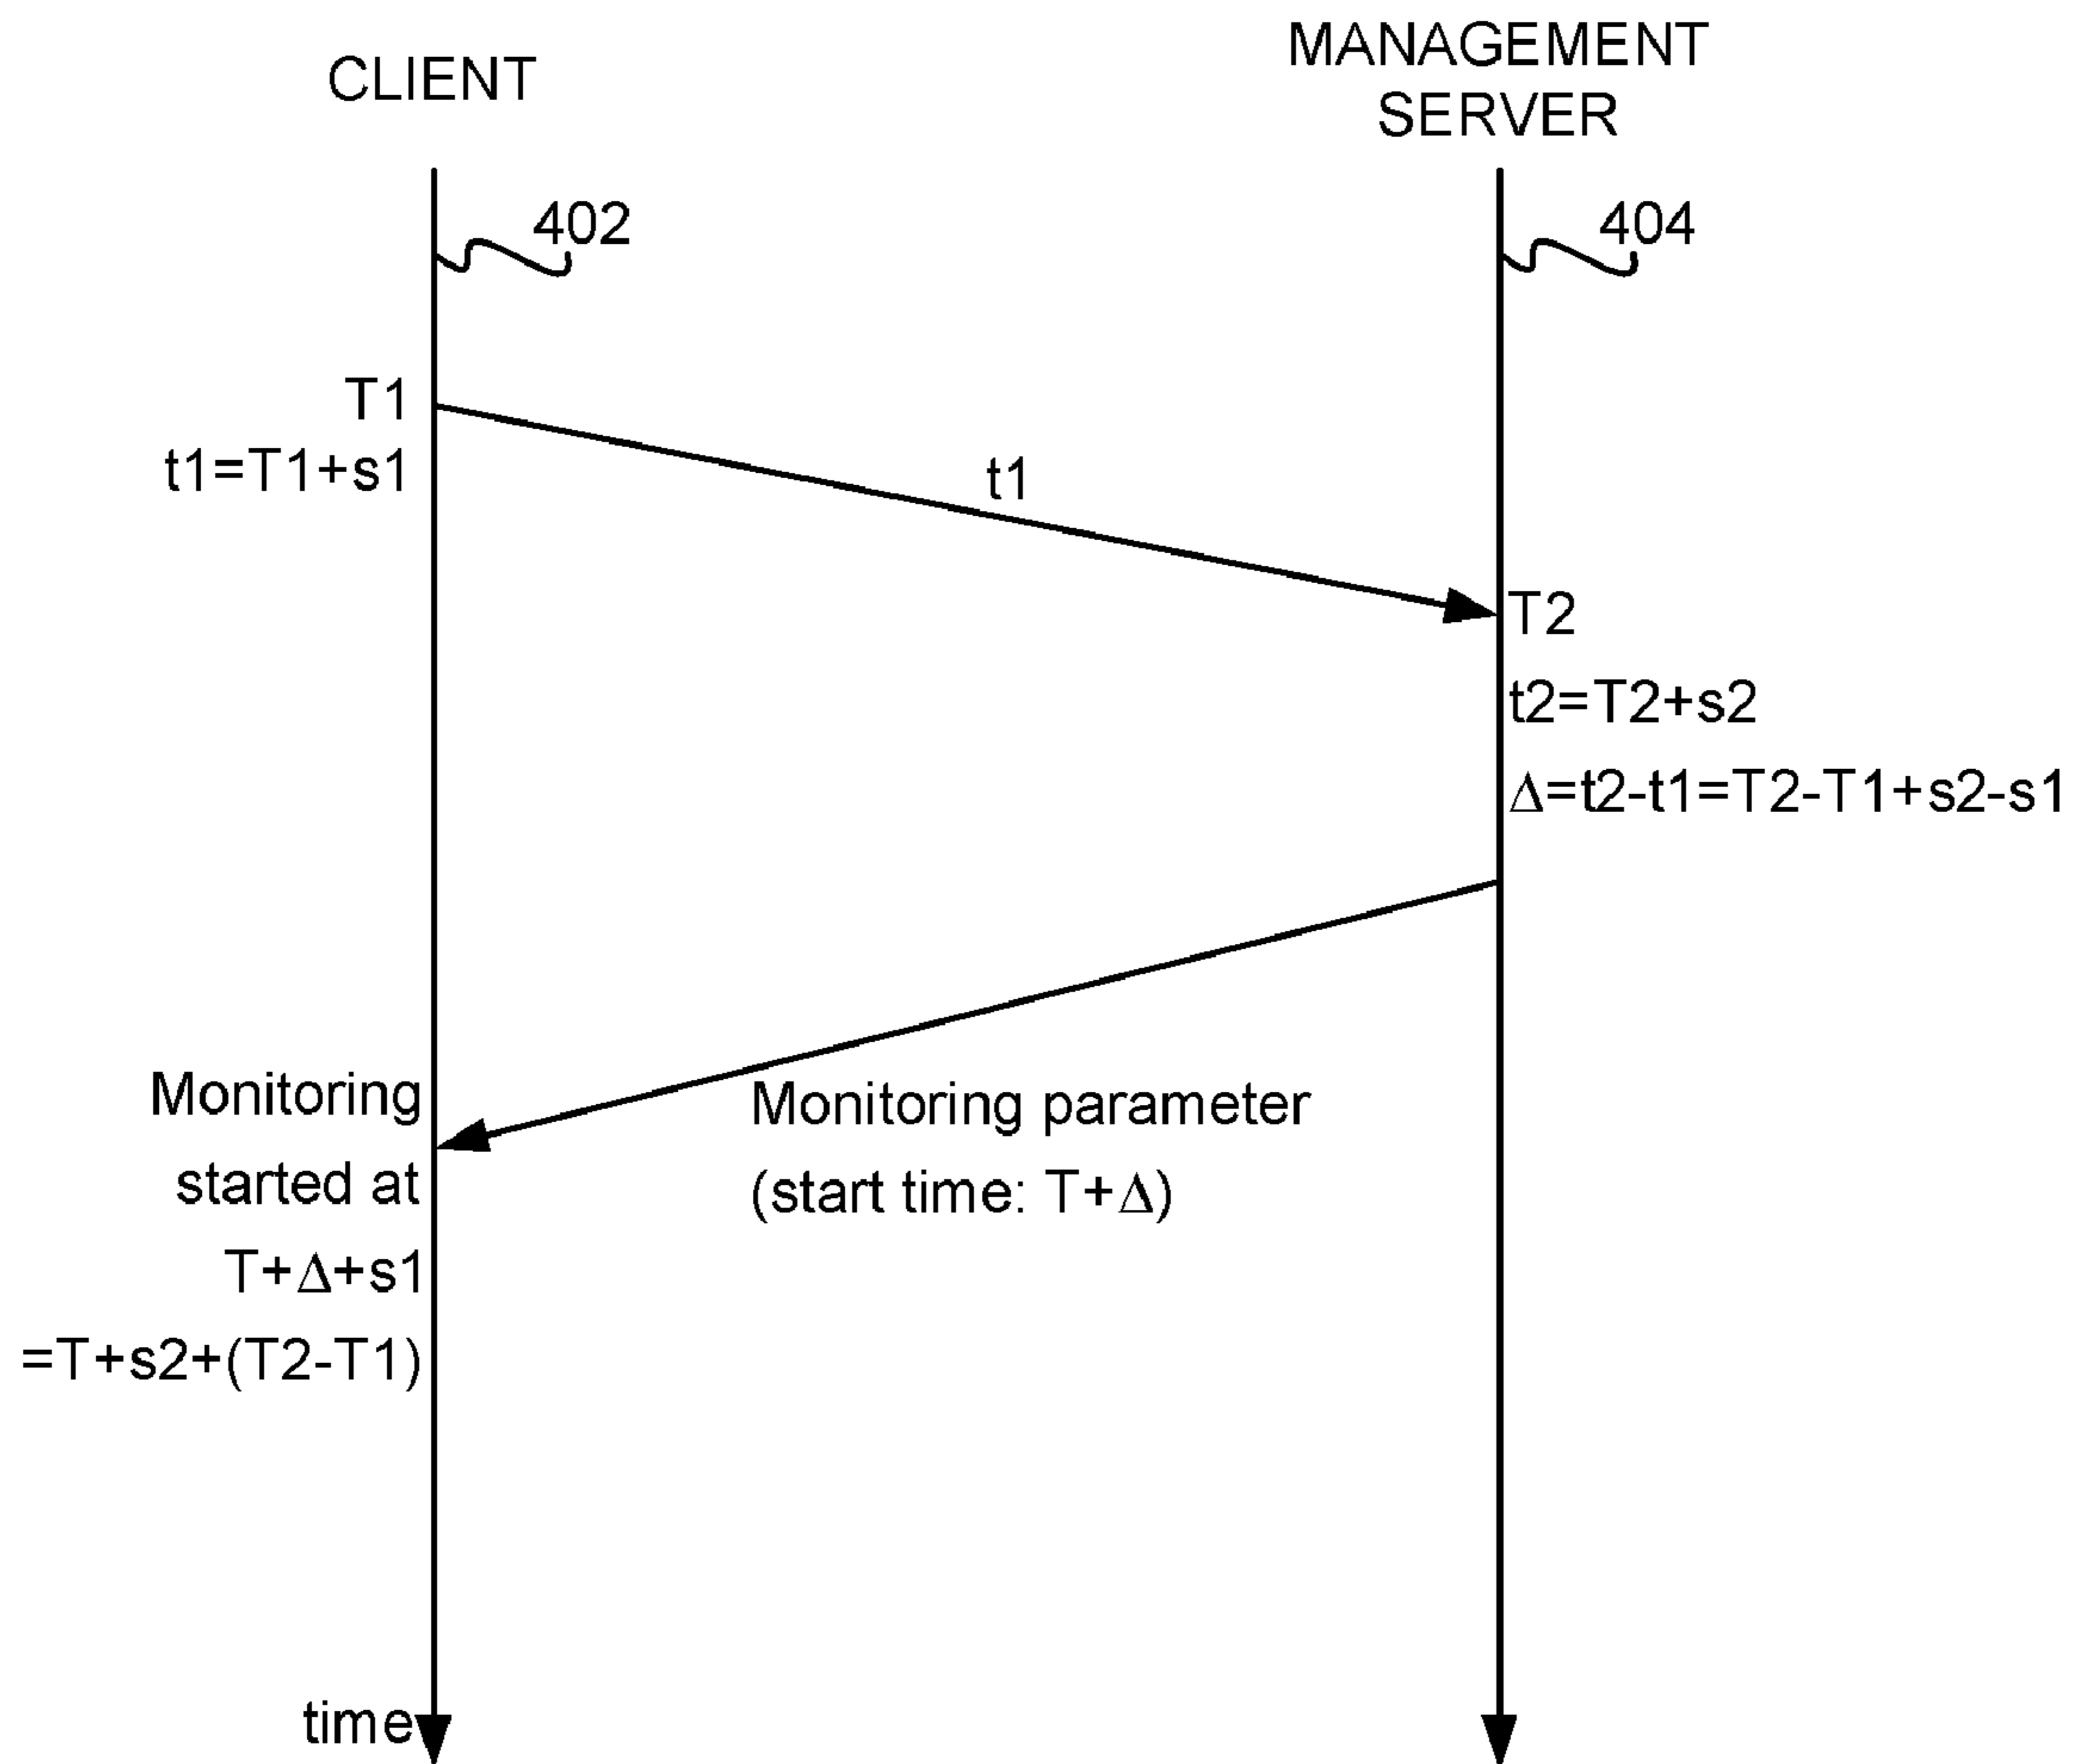 CLIENT
MANAGEMENT
SERVER
402
404
T1
t1=T1+s1
t1
T2
t2=T2+s2
Δ=t2-t1=T2-T1+s2-s1
Monitoring
started at
T+Δ+s1
=T+s2+(T2-T1)
Monitoring parameter
(start time: T+Δ)
time